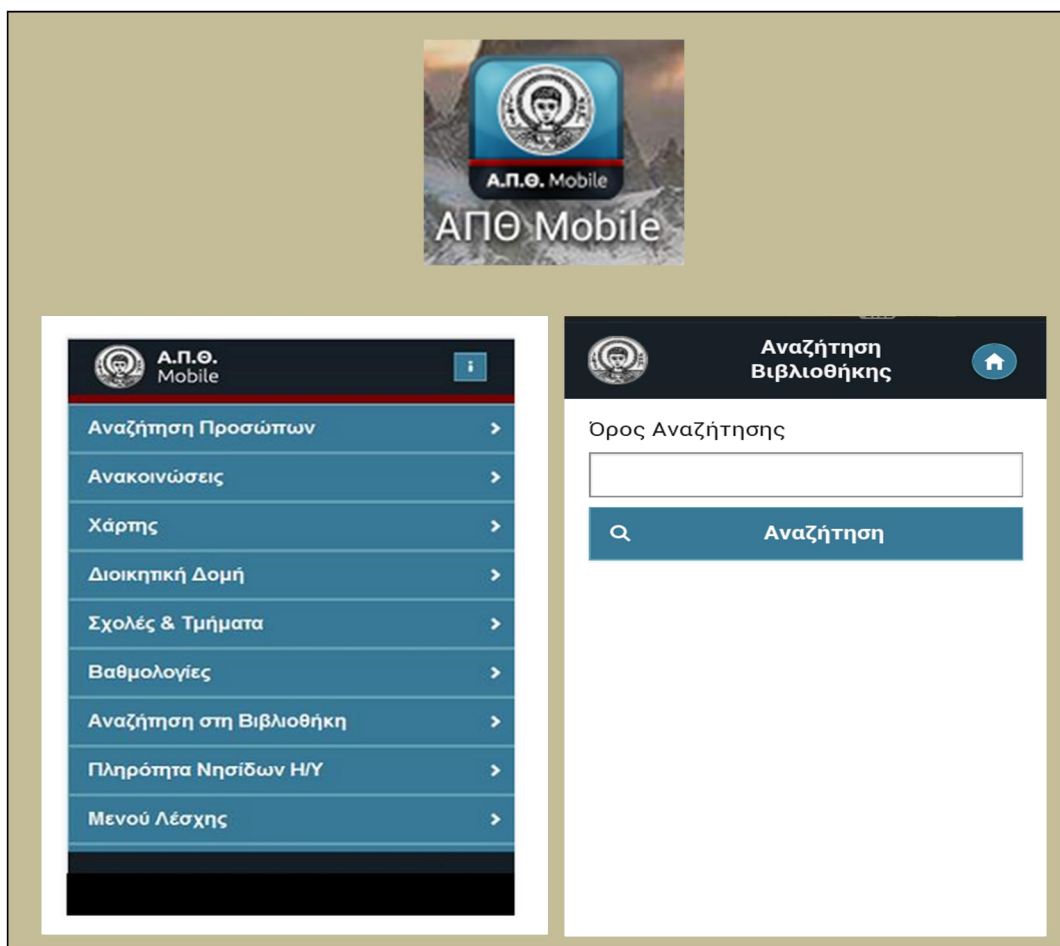 Α.Π.Θ. Mobile
ΑΠΘ Mobile
Α.Π.Θ.
Mobile
i
Αναζήτηση Προσώπων
Ανακοινώσεις
Χάρτης
Διοικητική Δομή
Σχολές & Τμήματα
Βαθμολογίες
Αναζήτηση στη Βιβλιοθήκη
Πληρότητα Νησίδων Η/Υ
Μενού Λέσχης
Αναζήτηση
Βιβλιοθήκης
Όρος Αναζήτησης
Αναζήτηση